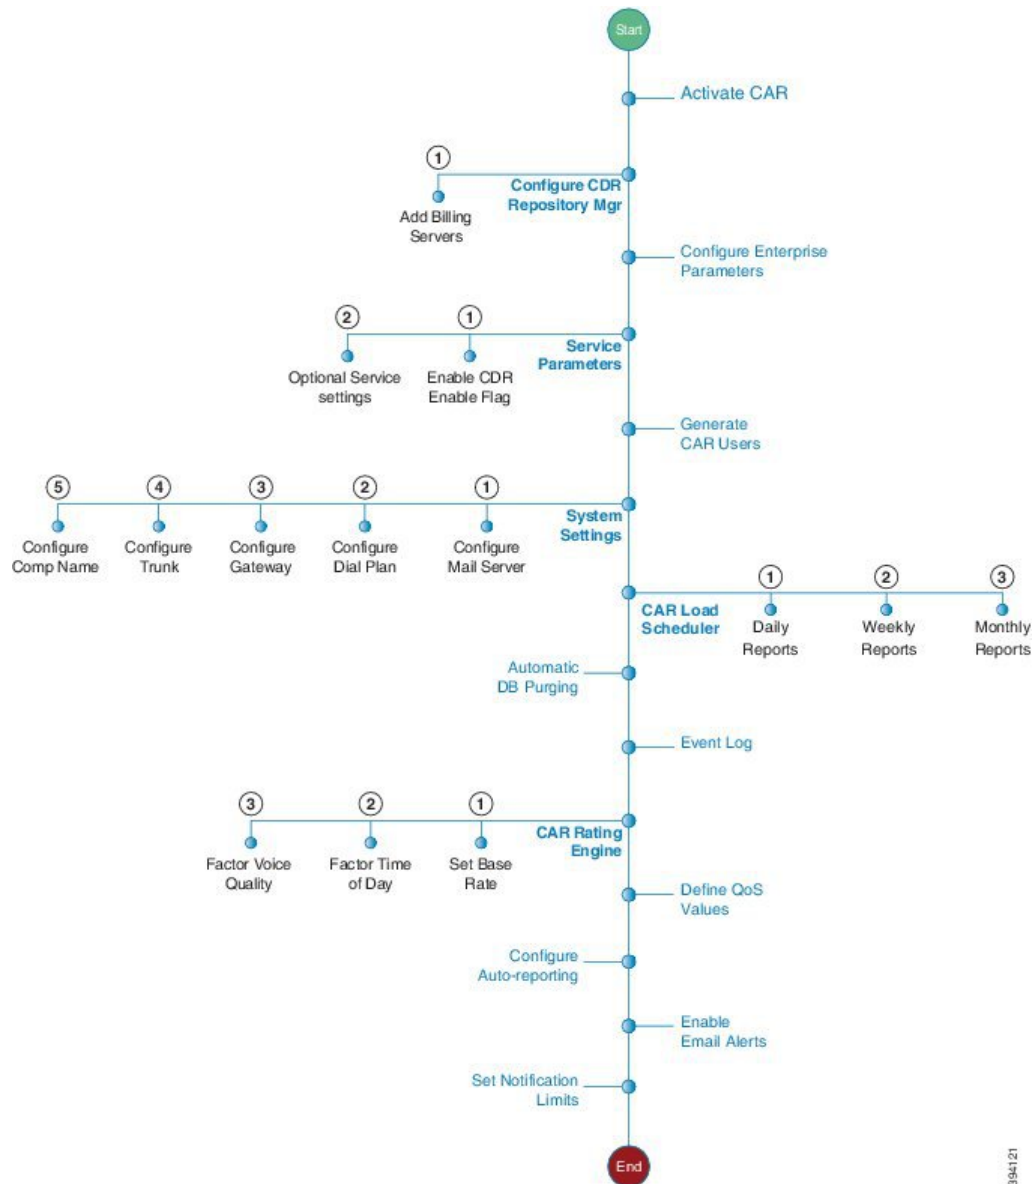 Start
Activate CAR
1
Configure CDR
Repository Mgr
Add Billing
Servers
Configure Enterprise
Parameters
2
1
Service
Parameters
Optional Service
settings
Enable CDR
Enable Flag
Generate
CAR Users
5
4
3
2
1
System
Settings
Configure
Comp Name
Configure
Trunk
Configure
Gateway
Configure
Dial Plan
Configure
Mail Server
1
2
3
CAR Load
Scheduler
Daily
Reports
Weekly
Reports
Monthly
Reports
Automatic
DB Purging
Event Log
3
2
1
CAR Rating
Engine
Factor Voice
Quality
Factor Time
of Day
Set Base
Rate
Define QoS
Values
Configure
Auto-reporting
Enable
Email Alerts
Set Notification
Limits
End
394121